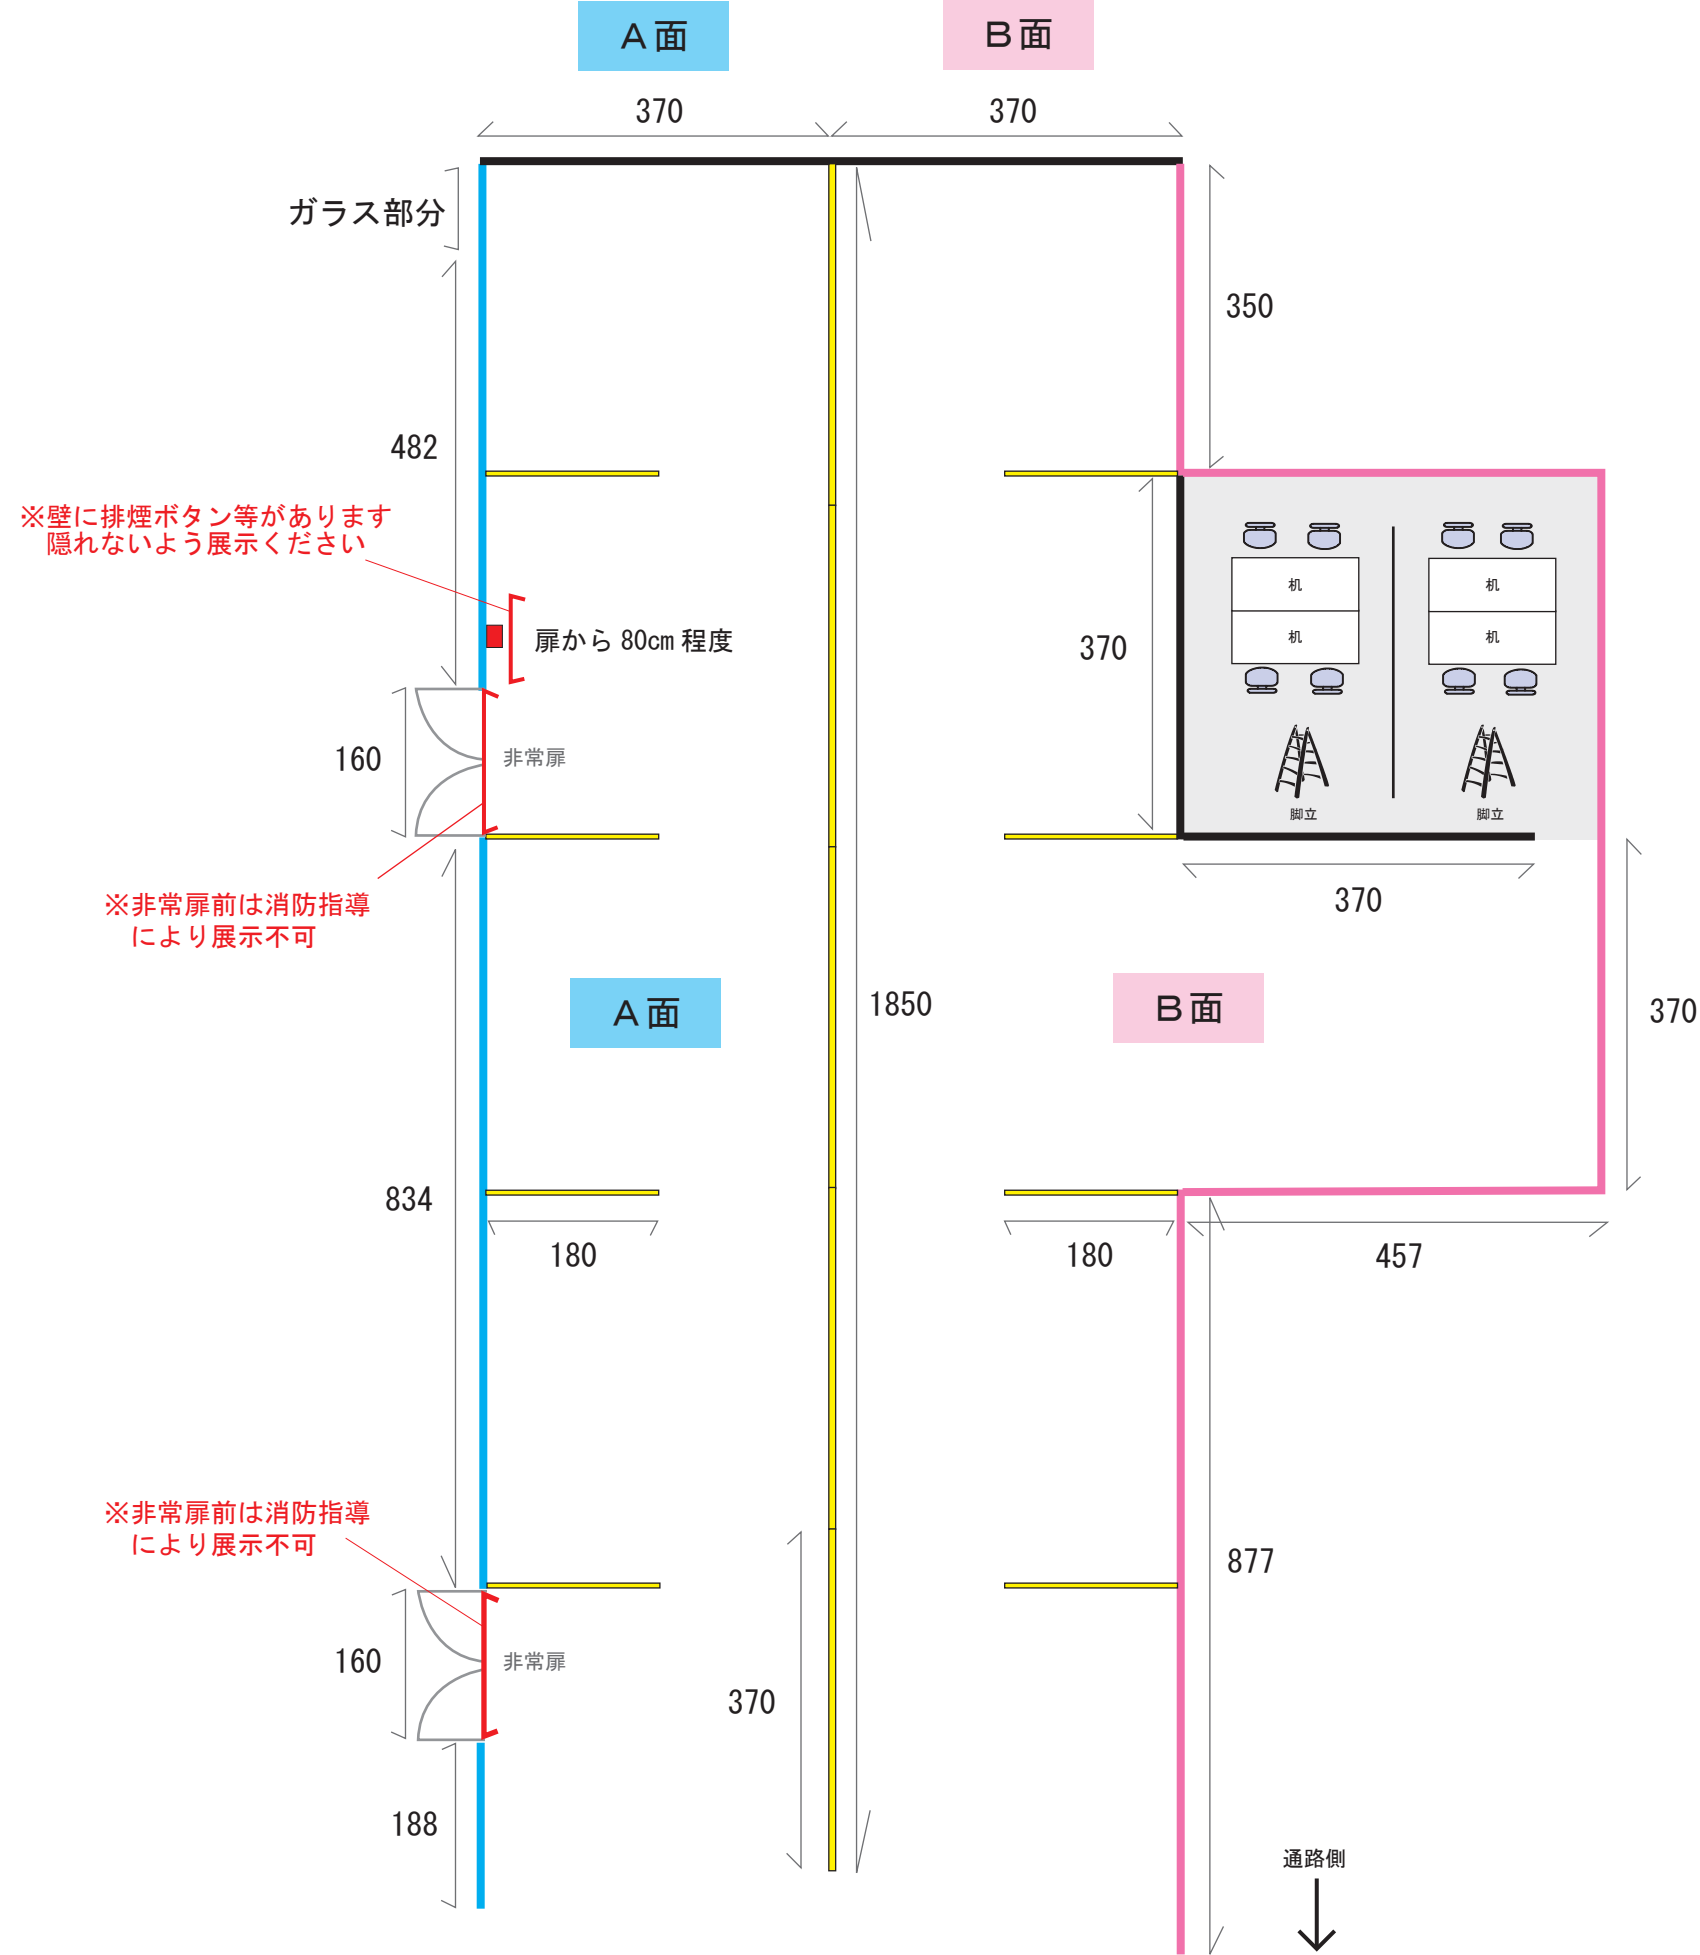 A面
B面
370
370
ガラス部分
350
482
※壁に排煙ボタン等があります
隠れないよう展示ください
扉から 80cm 程度
机
机
机
机
370
160
非常扉
脚立
脚立
370
※非常扉前は消防指導
により展示不可
A面
B面
1850
370
834
180
180
457
※非常扉前は消防指導
により展示不可
877
160
非常扉
370
188
通路側